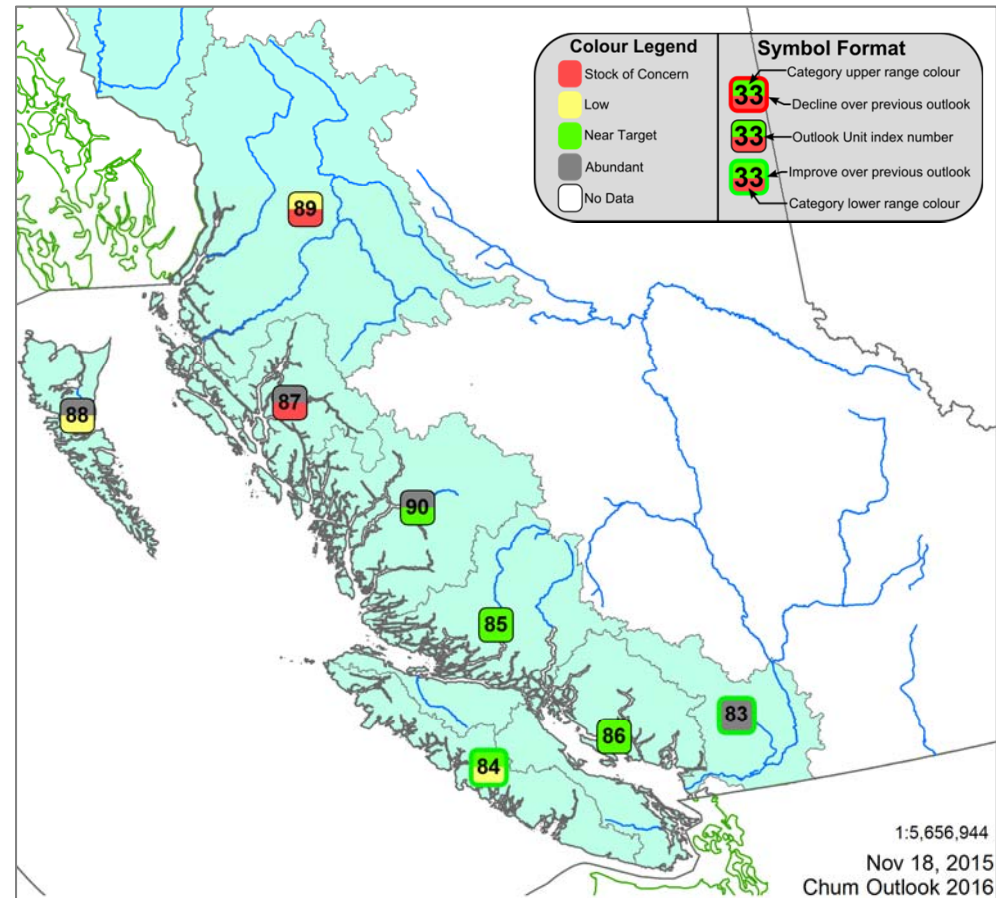 Colour Legend
Stock of Concern
Low
Near Target
Abundant
No Data
Symbol Format
33
Category upper range colour
Decline over previous outlook
33
Outlook Unit index number
33
Improve over previous outlook
Category lower range colour
89
88
87
90
85
83
86
84
1:5,656,944
Nov 18, 2015
Chum Outlook 2016